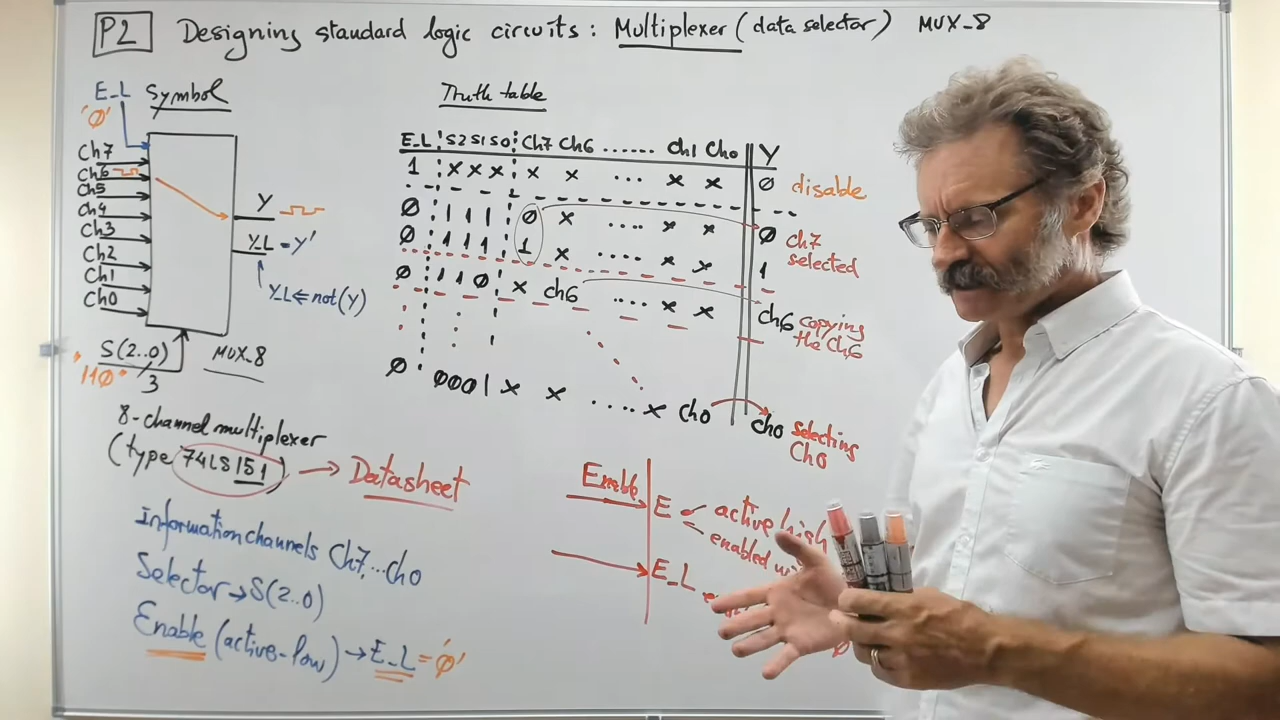 P2 Designing standard logic circuits: Multiplexer (data selector) MUX_8
E_L Symbol
'Ø'
Ch7
Ch6
Ch5
Ch4
Ch3
Ch2
Ch1
Ch0
Y
Y_L = Y'
Y_L ⇐ not(Y)
S(2..0)
"110"
3
MUX_8
8-channel multiplexer
(type 74LS151) → Datasheet
Information channels Ch7,...Ch0
Selector → S(2..0)
Enable (active-low) → E_L = 'Ø'
Truth table
E_L S2 S1 S0 Ch7 Ch6 ...... Ch1 Ch0 Y
1 x x x x x ... x x Ø disable
Ø 1 1 1 Ø x .... x x Ø ch7
Ø 1 1 1 1 x .... x x 1 selected
Ø 1 1 Ø x ch6 .... x x ch6 copying
the Ch6
Ø ØØØ | x x .... x Ch0 Ch0 selecting
Ch0
Enable E active high
enabled
E_L